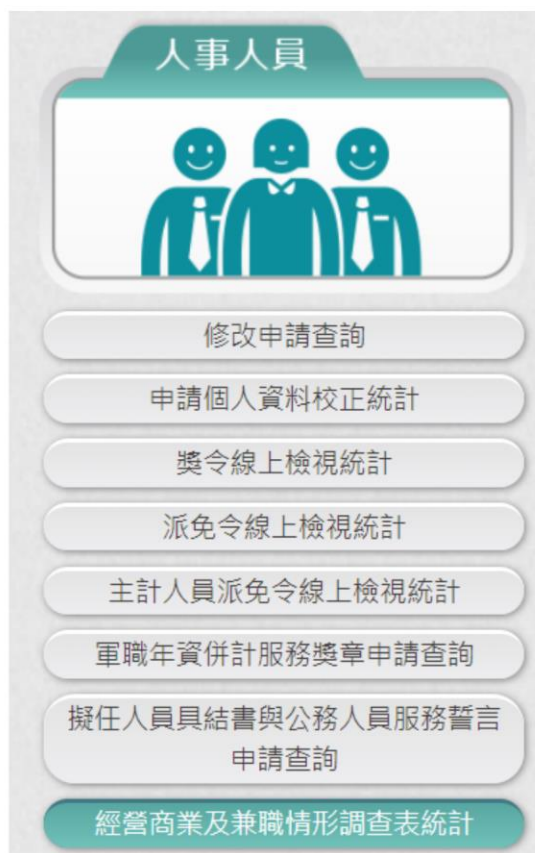 人事人員
修改申請查詢
申請個人資料校正統計
獎令線上檢視統計
派免令線上檢視統計
主計人員派免令線上檢視統計
軍職年資併計服務獎章申請查詢
擬任人員具結書與公務人員服務誓言
申請查詢
經營商業及兼職情形調查表統計